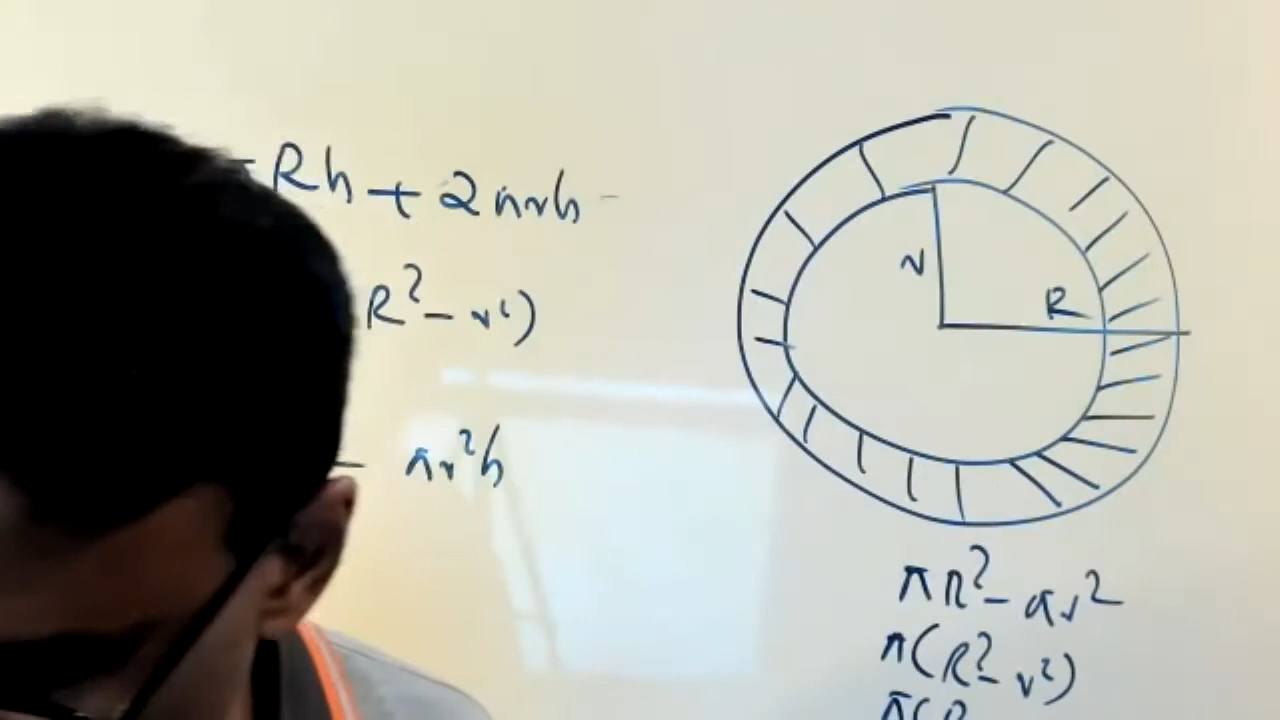 Rh + 2πrh
R² - r²)
- πr²h
r
R
πR² - πr²
π(R² - r²)
π(R